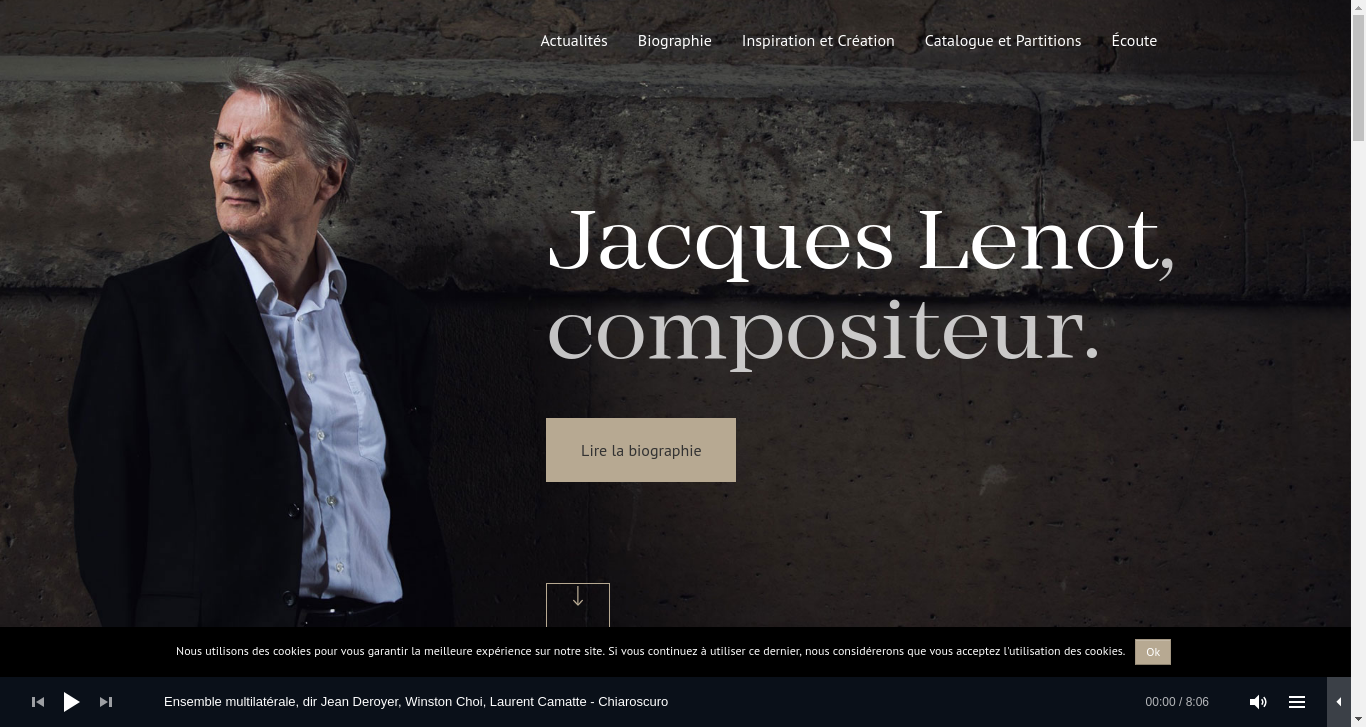 Actualités Biographie Inspiration et Création Catalogue et Partitions Écoute
Jacques Lenot,
compositeur.
Lire la biographie
Nous utilisons des cookies pour vous garantir la meilleure expérience sur notre site. Si vous continuez à utiliser ce dernier, nous considérerons que vous acceptez l'utilisation des cookies. Ok
Ensemble multilatérale, dir Jean Deroyer, Winston Choi, Laurent Camatte - Chiaroscuro 00:00 / 8:06